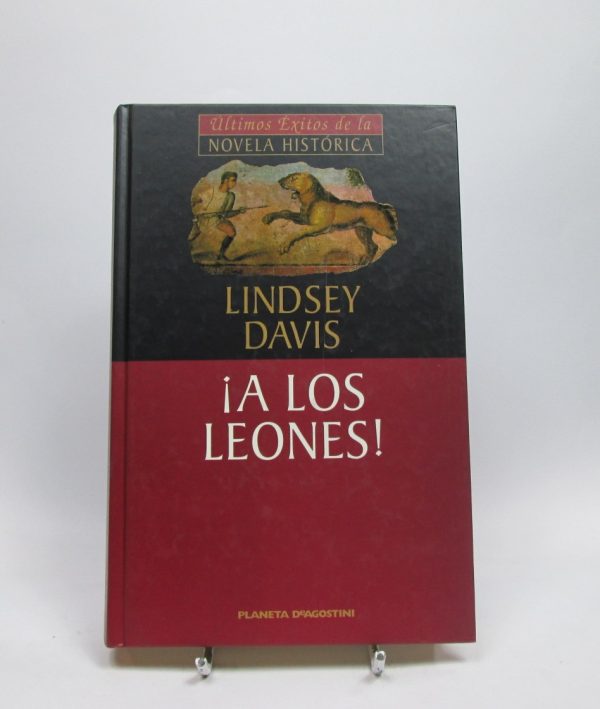 Últimos Éxitos de la
NOVELA HISTÓRICA
LINDSEY
DAVIS
¡A LOS
LEONES!
PLANETA DEAGOSTINI